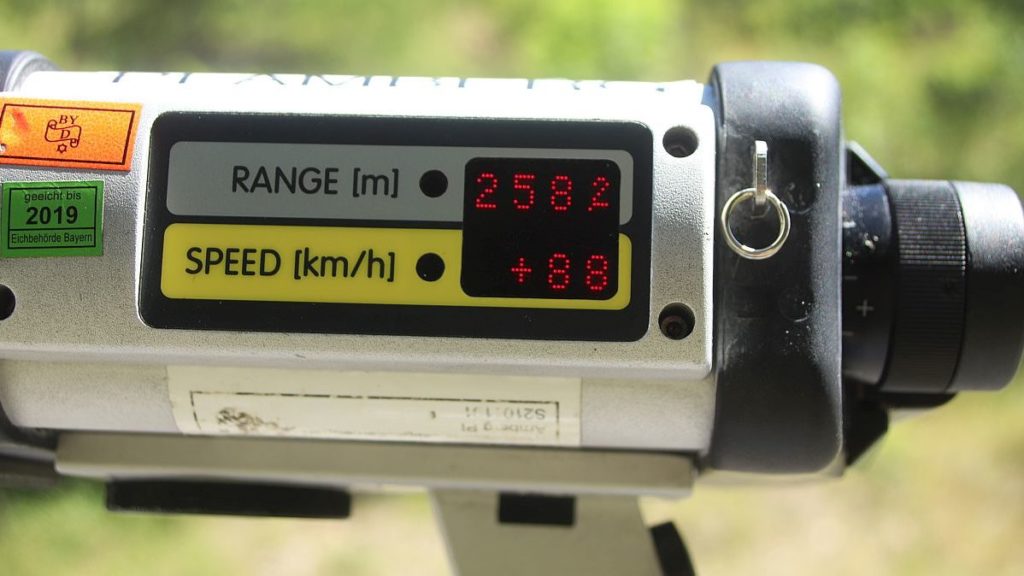 BY
D
geeicht bis
2019
Eichbehörde Bayern
RANGE [m]
2582
SPEED [km/h]
+88